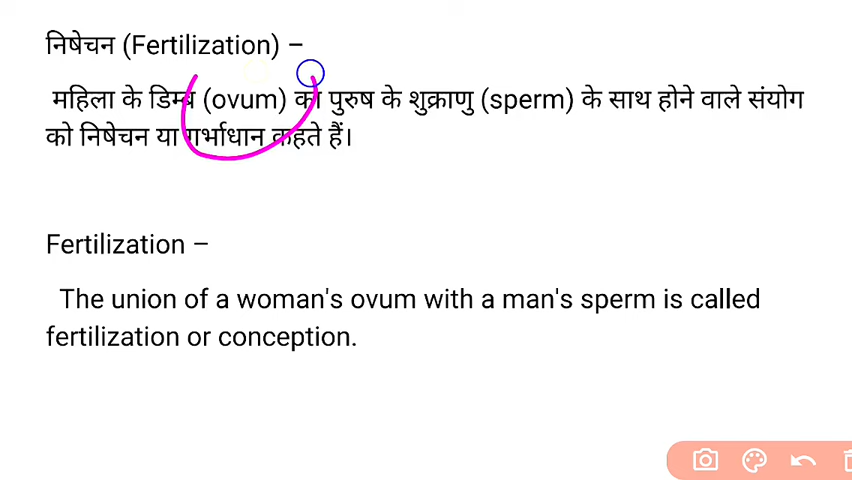 निषेचन (Fertilization) –
महिला के डिम्ब (ovum) का पुरुष के शुक्राणु (sperm) के साथ होने वाले संयोग
को निषेचन या गर्भाधान कहते हैं।
Fertilization –
The union of a woman's ovum with a man's sperm is called
fertilization or conception.